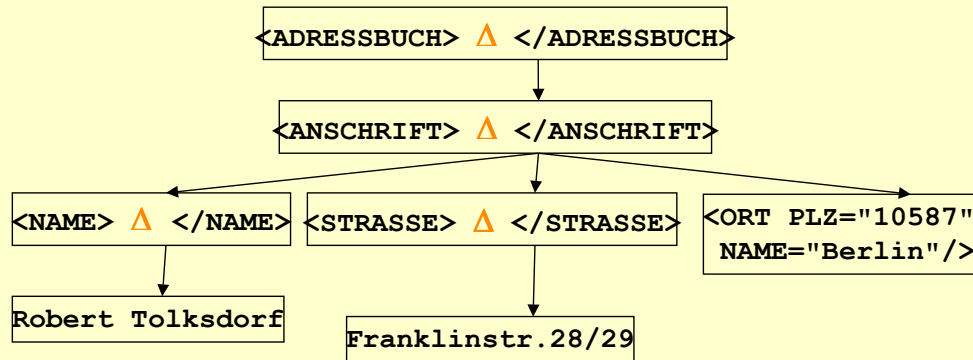 <ADRESSBUCH> Δ </ADRESSBUCH>
<ANSCHRIFT> Δ </ANSCHRIFT>
<NAME> Δ </NAME>
<STRASSE> Δ </STRASSE>
<ORT PLZ="10587"
NAME="Berlin"/>
Robert Tolksdorf
Franklinstr.28/29